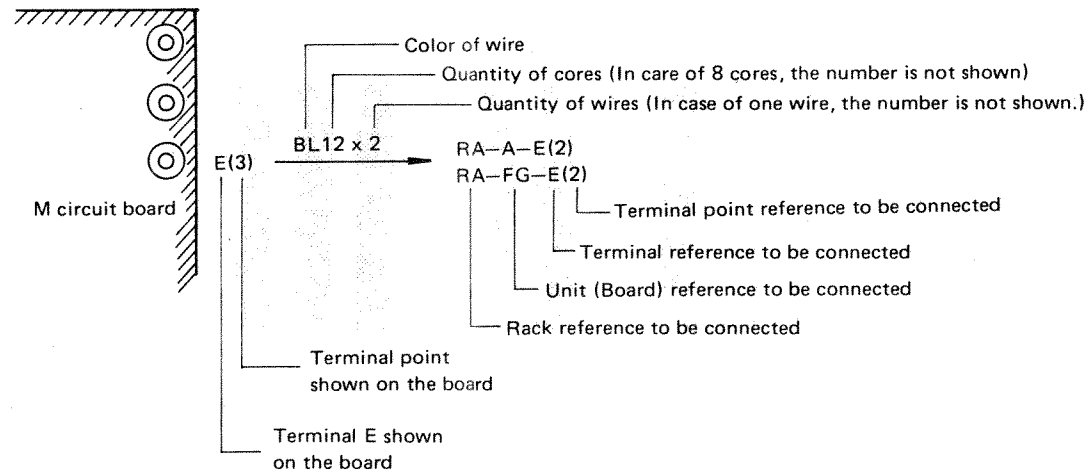 Color of wire
Quantity of cores (In care of 8 cores, the number is not shown)
Quantity of wires (In case of one wire, the number is not shown.)
BL12 x 2
E(3)
RA–A–E(2)
RA–FG–E(2)
M circuit board
Terminal point reference to be connected
Terminal reference to be connected
Unit (Board) reference to be connected
Rack reference to be connected
Terminal point
shown on the board
Terminal E shown
on the board